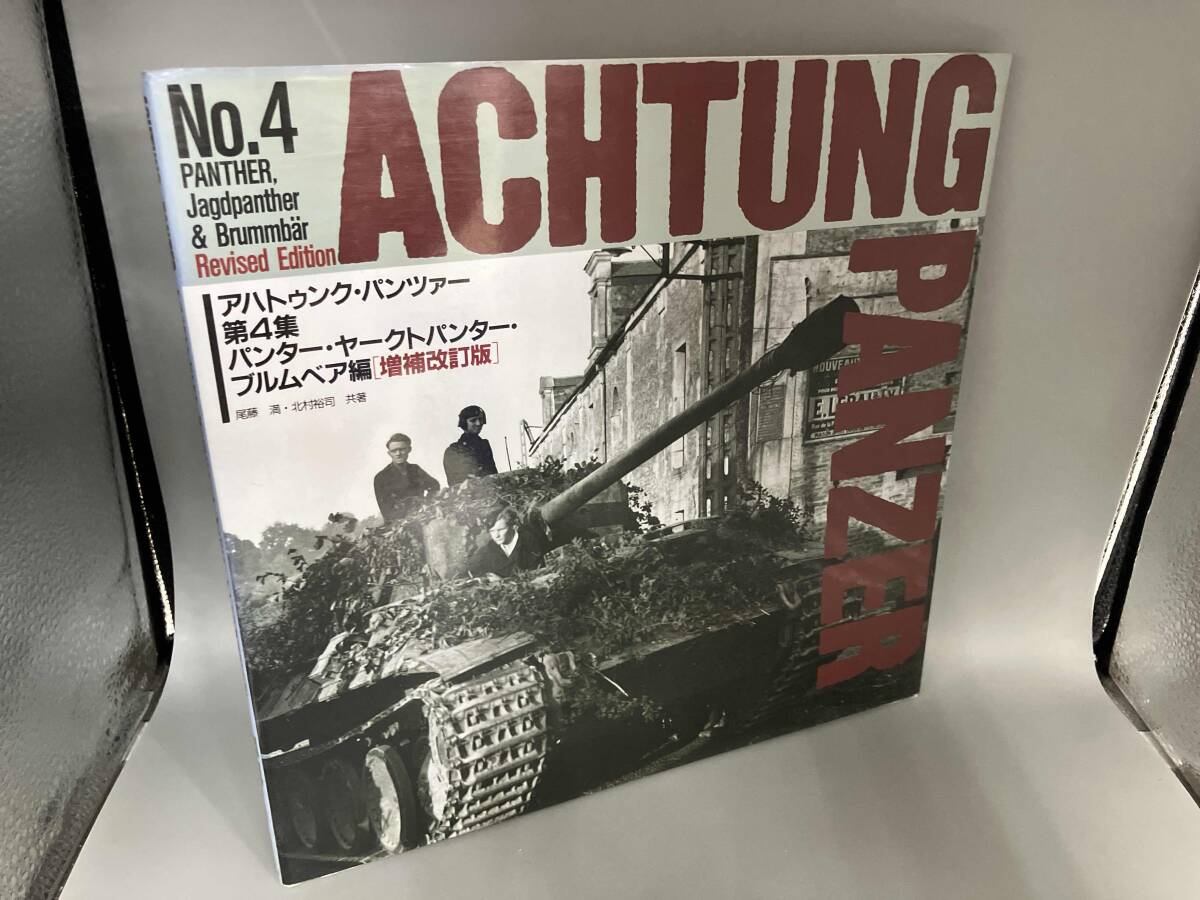 No.4
PANTHER,
Jagdpanther
& Brummbär
Revised Edition
ACHTUNG
PANZER
アハトゥンク・パンツァー
第4集
パンター・ヤークトパンター・
ブルムベア編[増補改訂版]
尾藤 満・北村裕司 共著
NOUVEAU